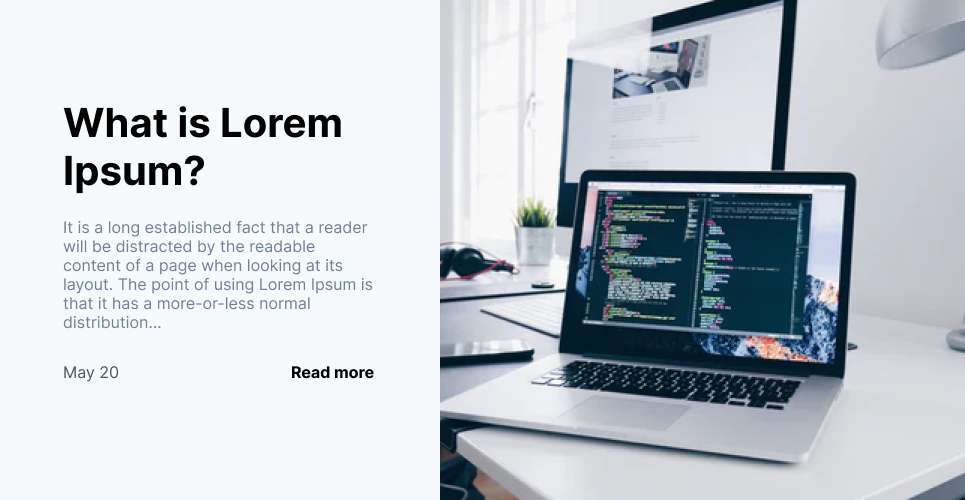 What is Lorem
Ipsum?
It is a long established fact that a reader
will be distracted by the readable
content of a page when looking at its
layout. The point of using Lorem Ipsum is
that it has a more-or-less normal
distribution...
May 20
Read more